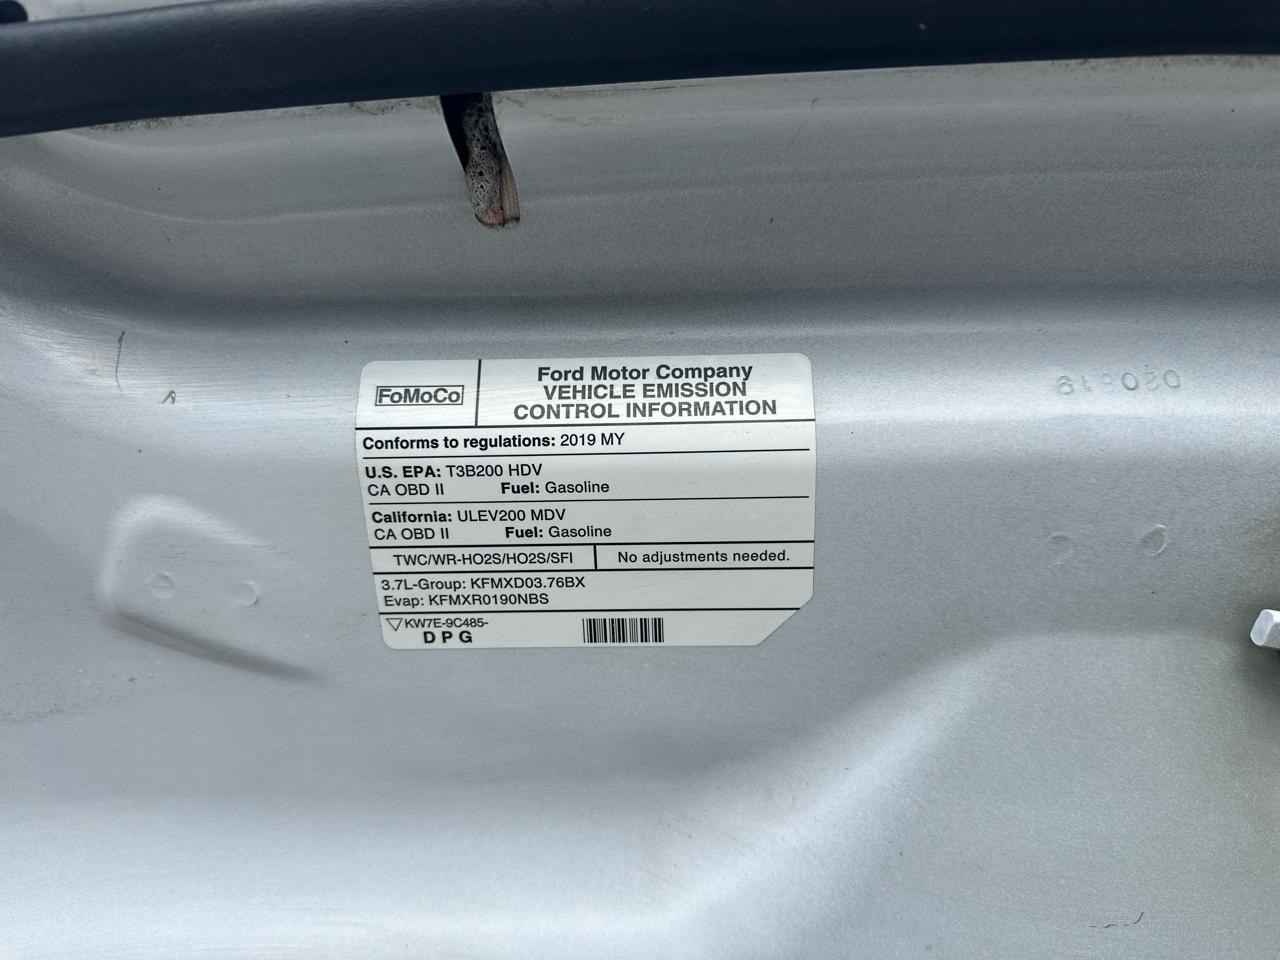 FoMoCo
Ford Motor Company
VEHICLE EMISSION
CONTROL INFORMATION
Conforms to regulations: 2019 MY
U.S. EPA: T3B200 HDV
CA OBD II Fuel: Gasoline
California: ULEV200 MDV
CA OBD II Fuel: Gasoline
TWC/WR-HO2S/HO2S/SFI
No adjustments needed.
3.7L-Group: KFMXD03.76BX
Evap: KFMXR0190NBS
KW7E-9C485-
D P G